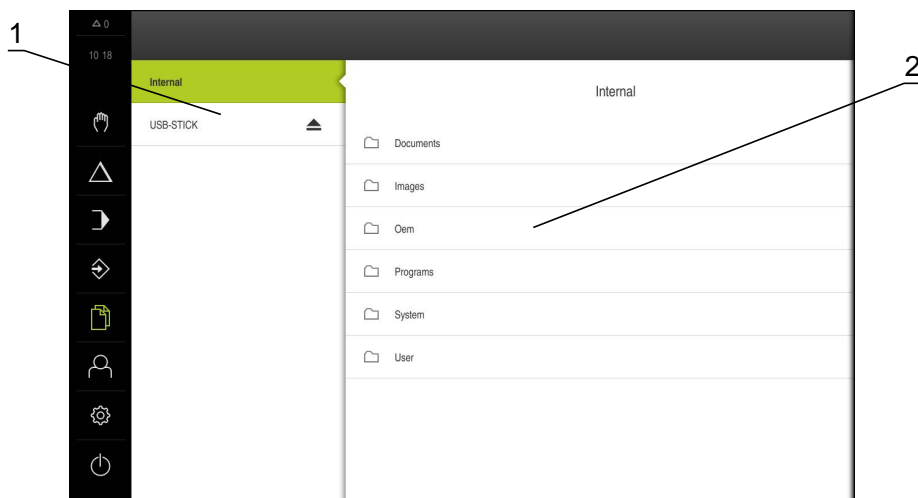 1
0
10 18
Internal
USB-STICK
Internal
Documents
Images
Oem
Programs
System
User
2